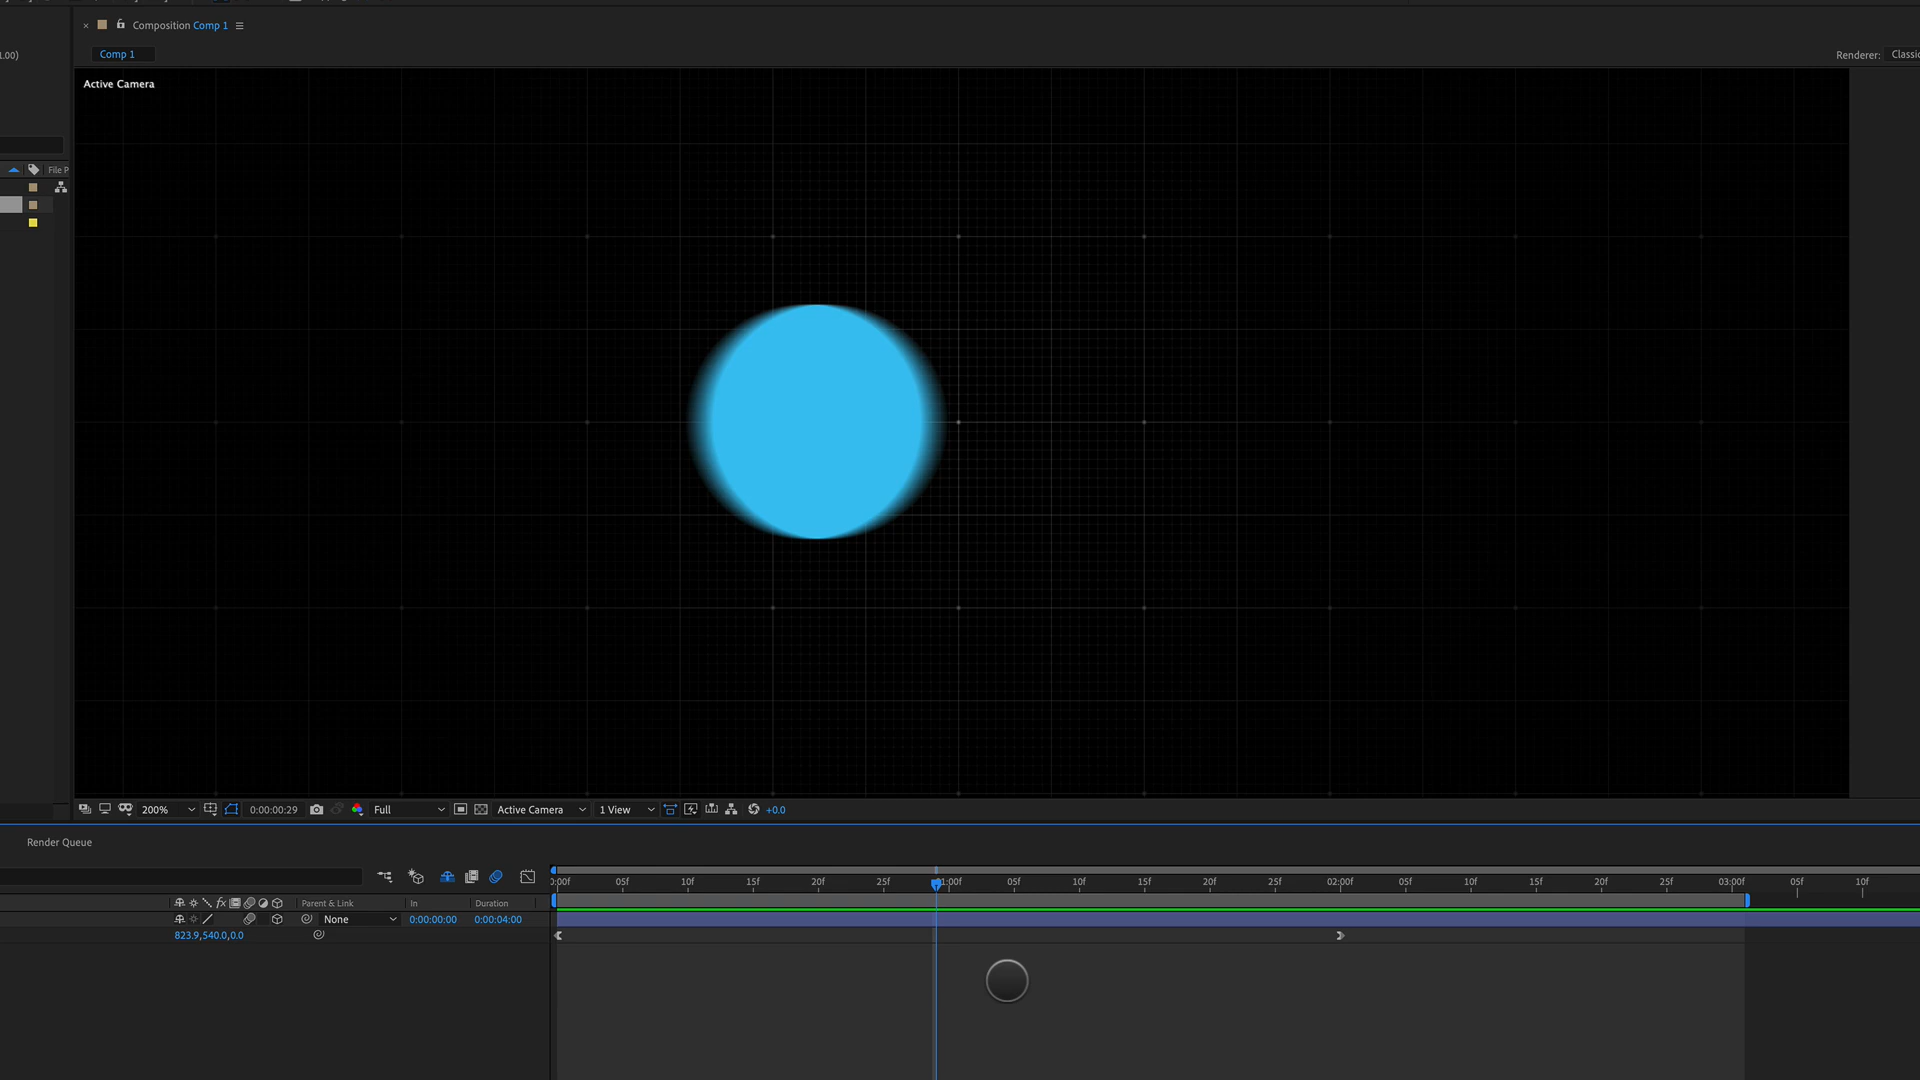 Composition Comp 1
1.00)
Comp 1
Renderer:
Active Camera
File P
200%
0:00:00:29
Full
Active Camera
1 View
+0.0
Render Queue
0:00f 05f 10f 15f 20f 25f 01:00f 05f 10f 15f 20f 25f 02:00f 05f 10f 15f 20f 25f 03:00f 05f 10f
fx
Parent & Link
In
Duration
None
0:00:00:00
0:00:04:00
823.9,540.0,0.0